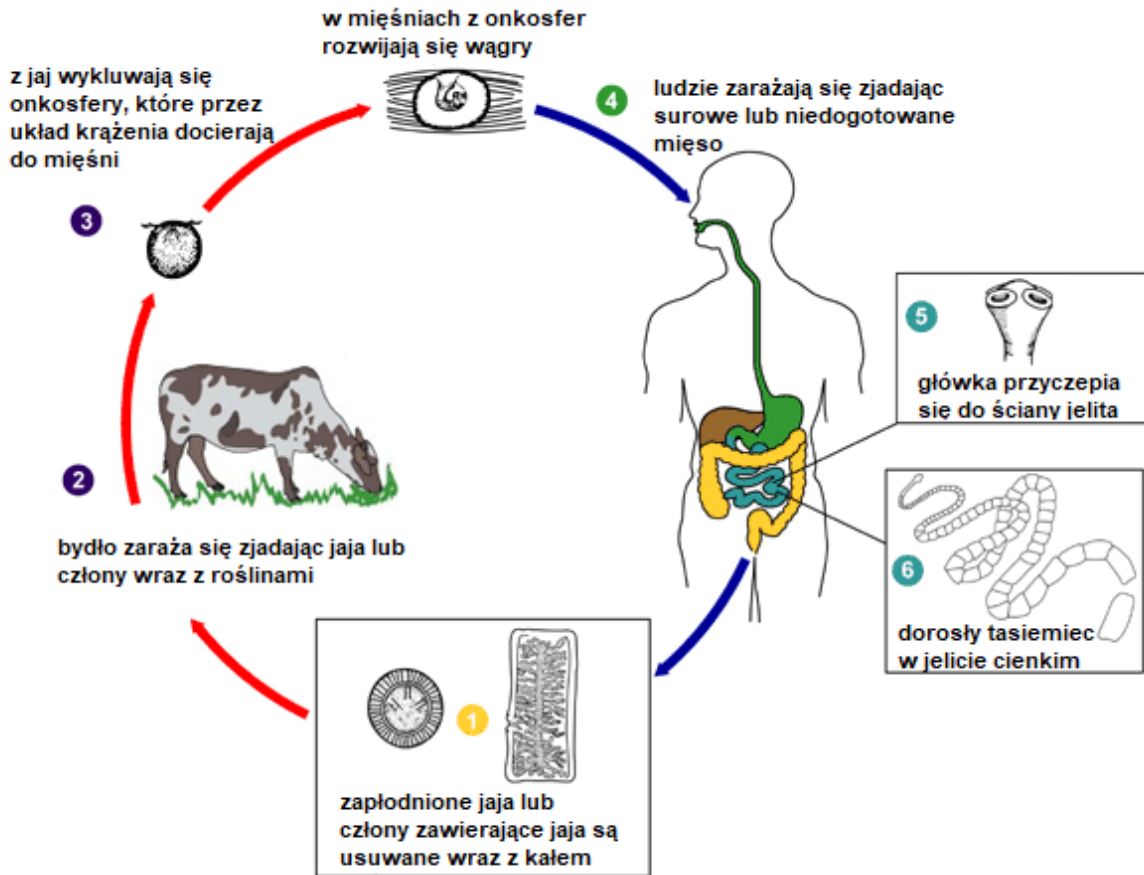 w mięśniach z onkosfer
rozwijają się wągry
z jaj wykluwają się
onkosfery, które przez
układ krążenia docierają
do mięśni
3
4
ludzie zarażają się zjadając
surowe lub niedogotowane
mięso
5
główka przyczepia
się do ściany jelita
2
bydło zaraża się zjadając jaja lub
człony wraz z roślinami
6
dorosły tasiemiec
w jelicie cienkim
1
zapłodnione jaja lub
człony zawierające jaja są
usuwane wraz z kałem